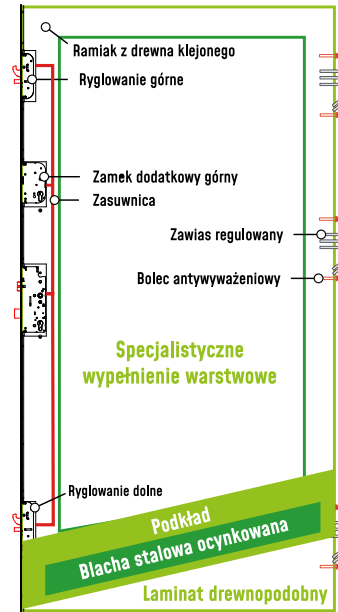 Ramiak z drewna klejonego
Ryglowanie górne
Zamek dodatkowy górny
Zasuwnica
Zawias regulowany
Bolec antywyważeniowy
Specjalistyczne
wypełnienie warstwowe
Ryglowanie dolne
Podkład
Blacha stalowa ocynkowana
Laminat drewnopodobny